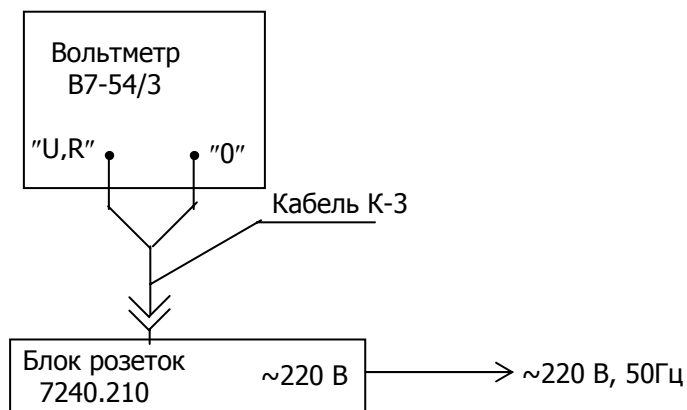 Вольтметр
В7-54/3
"U,R"
"0"
Кабель К-3
Блок розеток
7240.210
~220 В
~220 В, 50Гц